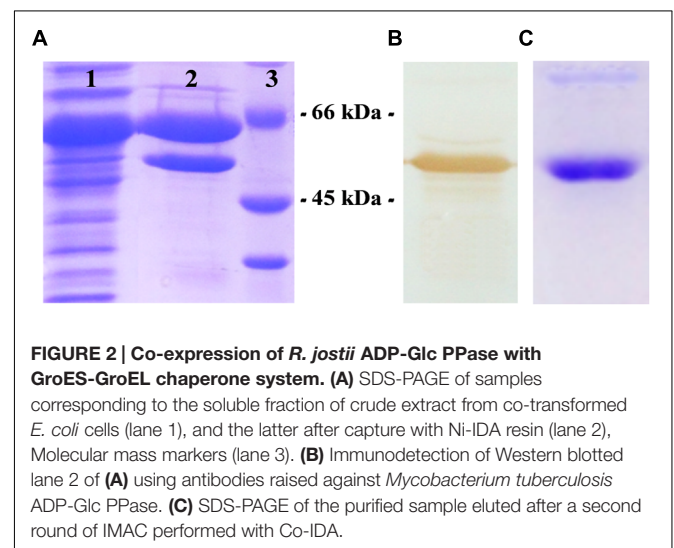 A
B
C
1 2 3
- 66 kDa -
- 45 kDa -
FIGURE 2 | Co-expression of R. jostii ADP-Glc PPase with
GroES-GroEL chaperone system. (A) SDS-PAGE of samples
corresponding to the soluble fraction of crude extract from co-transformed
E. coli cells (lane 1), and the latter after capture with Ni-IDA resin (lane 2),
Molecular mass markers (lane 3). (B) Immunodetection of Western blotted
lane 2 of (A) using antibodies raised against Mycobacterium tuberculosis
ADP-Glc PPase. (C) SDS-PAGE of the purified sample eluted after a second
round of IMAC performed with Co-IDA.